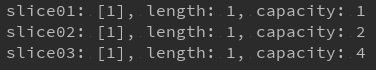 slice01: [1], length: 1, capacity: 1
slice02: [1], length: 1, capacity: 2
slice03: [1], length: 1, capacity: 4